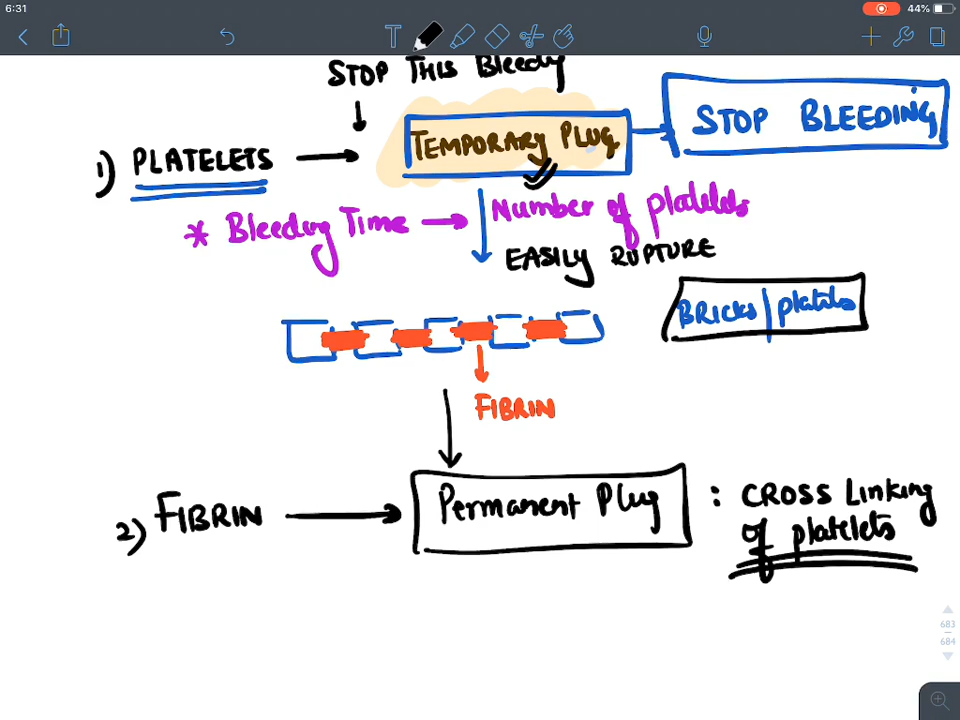 6:31
44%
T
STOP THIS Bleedy
1) PLATELETS → TEMPORARY PLUG
STOP BLEEDING
* Bleeding Time → Number of platelets
EASILY RUPTURE
BRICKS | platelets
FIBRIN
2) FIBRIN → Permanent Plug : CROSS Linking
of platelets
683
684